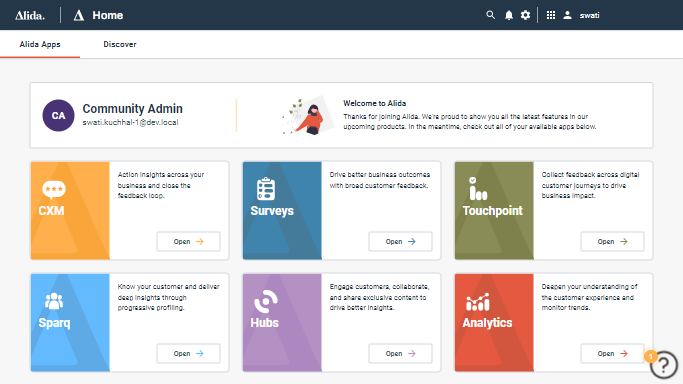 Alida. Home swati
Alida Apps Discover
CA
Community Admin
swati.kuchhal-1@dev.local
Welcome to Alida
Thanks for joining Alida. We're proud to show you all the latest features in our
upcoming products. In the meantime, check out all of your available apps below.
CXM
Action insights across your
business and close the
feedback loop.
Open
Surveys
Drive better business outcomes
with broad customer feedback.
Open
Touchpoint
Collect feedback across digital
customer journeys to drive
business impact.
Open
Sparq
Know your customer and deliver
deep insights through
progressive profiling.
Open
Hubs
Engage customers, collaborate,
and share exclusive content to
drive better insights.
Open
Analytics
Deepen your understanding of
the customer experience and
monitor trends.
Open
1
?